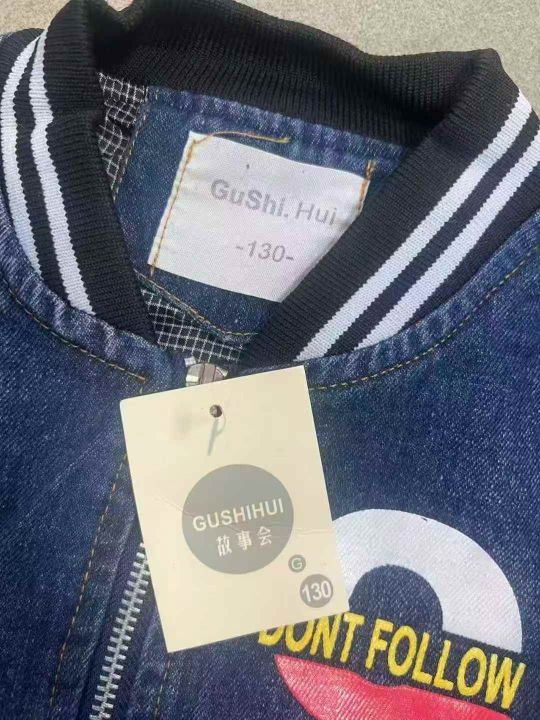 GuShi. Hui
-130-
GUSHIHUI
故事会
G
130
DONT FOLLOW